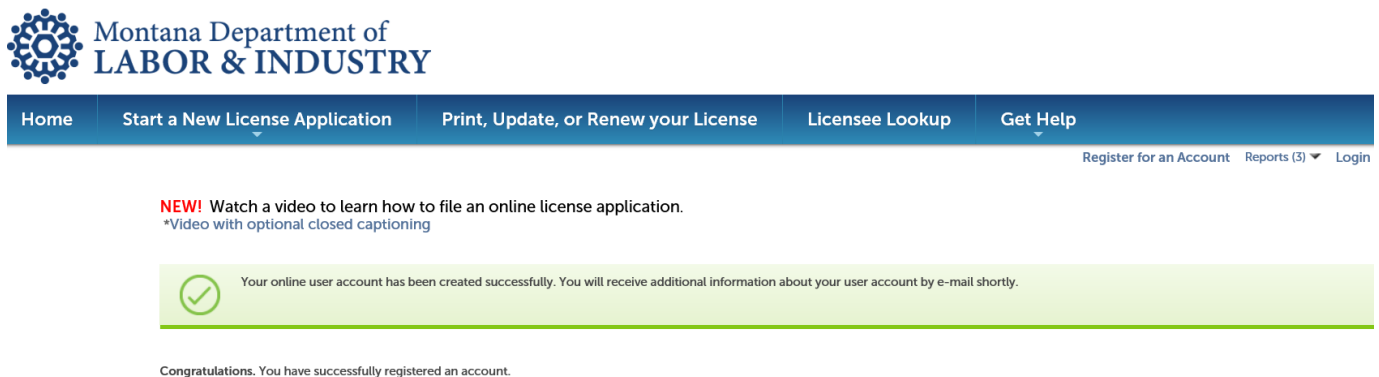 Montana Department of
LABOR & INDUSTRY
Home Start a New License Application Print, Update, or Renew your License Licensee Lookup Get Help
Register for an Account Reports (3) Login
NEW! Watch a video to learn how to file an online license application.
*Video with optional closed captioning
Your online user account has been created successfully. You will receive additional information about your user account by e-mail shortly.
Congratulations. You have successfully registered an account.